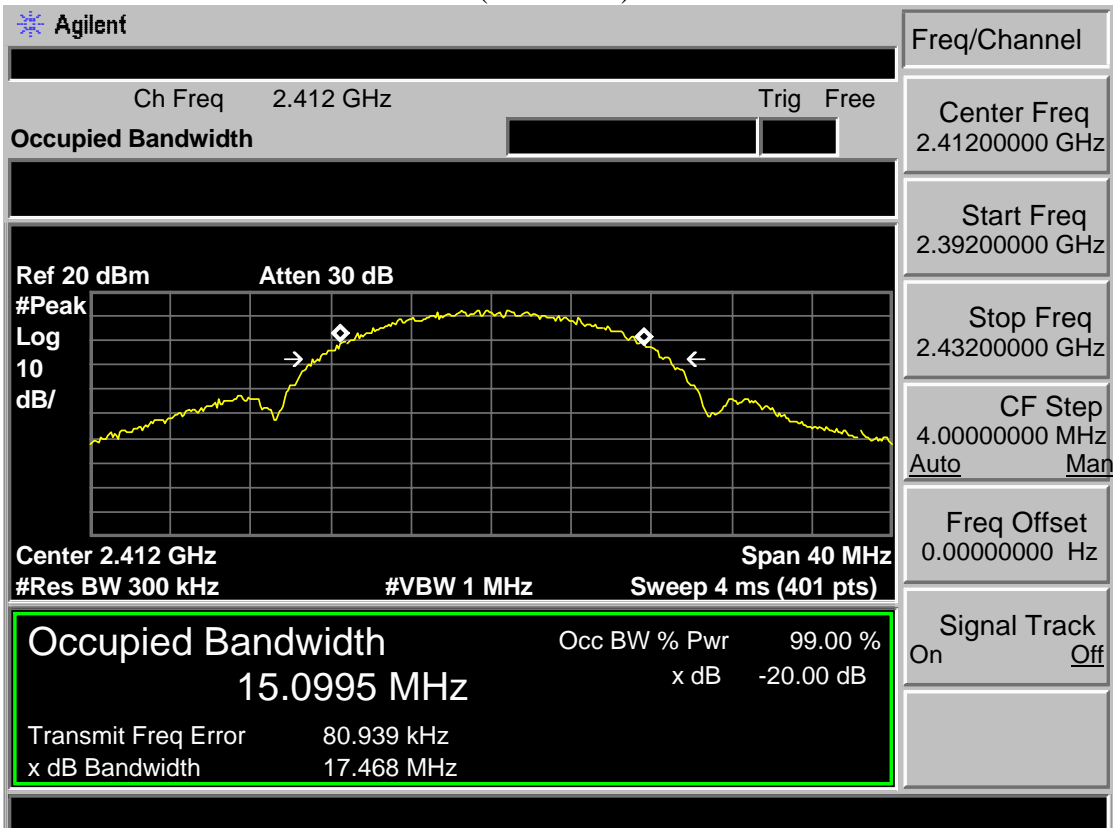 Agilent
Freq/Channel
Ch Freq 2.412 GHz Trig Free
Occupied Bandwidth
Center Freq
2.41200000 GHz
Start Freq
2.39200000 GHz
Ref 20 dBm Atten 30 dB
#Peak
Log
10
dB/
Stop Freq
2.43200000 GHz
CF Step
4.00000000 MHz
Auto Man
Center 2.412 GHz Span 40 MHz
#Res BW 300 kHz #VBW 1 MHz Sweep 4 ms (401 pts)
Freq Offset
0.00000000 Hz
Occupied Bandwidth Occ BW % Pwr 99.00 %
15.0995 MHz x dB -20.00 dB
Transmit Freq Error 80.939 kHz
x dB Bandwidth 17.468 MHz
Signal Track
On Off